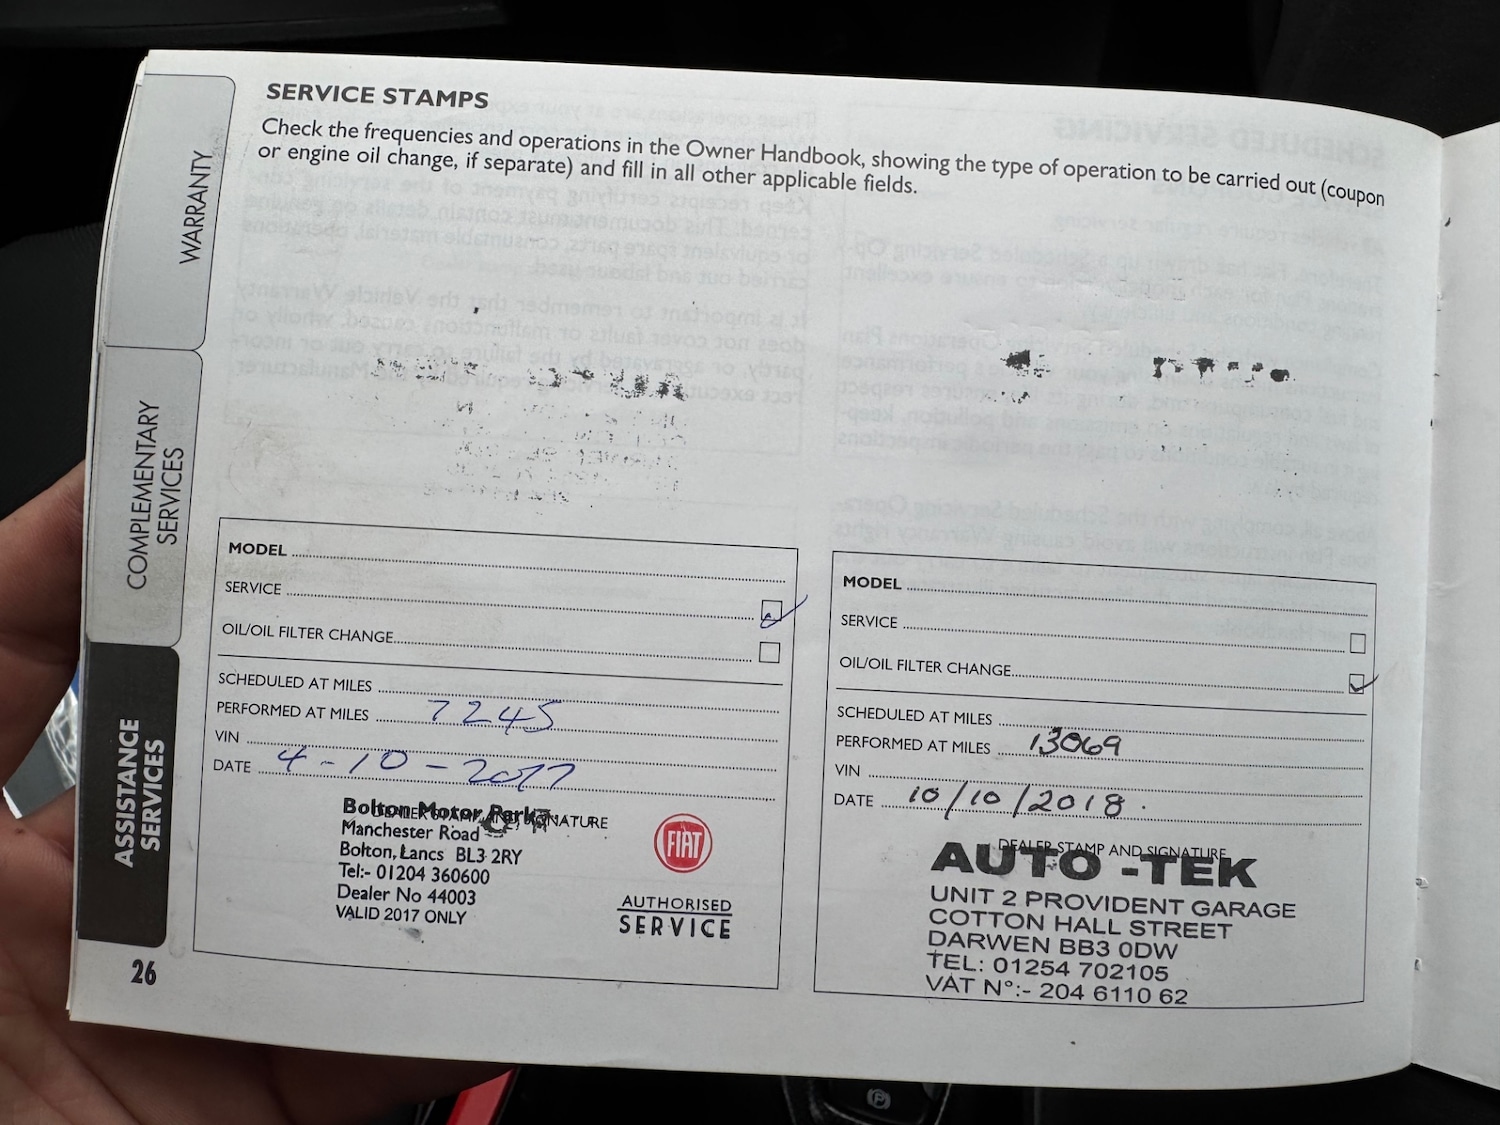 SERVICE STAMPS
Check the frequencies and operations in the Owner Handbook, showing the type of operation to be carried out (coupon
or engine oil change, if separate) and fill in all other applicable fields.
WARRANTY
COMPLEMENTARY
SERVICES
ASSISTANCE
SERVICES
26
MODEL
SERVICE
OIL/OIL FILTER CHANGE
SCHEDULED AT MILES
PERFORMED AT MILES 7245
VIN
DATE 4-10-2017
DEALER STAMP AND SIGNATURE
Bolton Motor Park
Manchester Road
Bolton, Lancs BL3 2RY
Tel:- 01204 360600
Dealer No 44003
VALID 2017 ONLY
FIAT
AUTHORISED
SERVICE
MODEL
SERVICE
OIL/OIL FILTER CHANGE
SCHEDULED AT MILES
PERFORMED AT MILES 13069
VIN
DATE 10/10/2018.
DEALER STAMP AND SIGNATURE
AUTO-TEK
UNIT 2 PROVIDENT GARAGE
COTTON HALL STREET
DARWEN BB3 0DW
TEL: 01254 702105
VAT Nº:- 204 6110 62